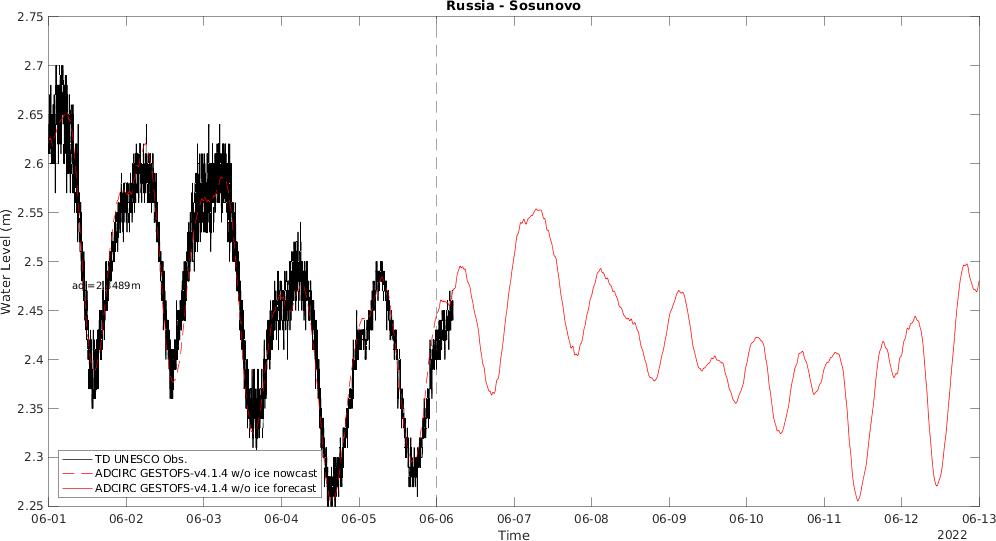 Russia - Sosunovo
2.75
2.7
2.65
2.6
2.55
2.5
2.45
2.4
2.35
2.3
2.25
Water Level (m)
TD UNESCO Obs.
ADCIRC GESTOFS-v4.1.4 w/o ice nowcast
ADCIRC GESTOFS-v4.1.4 w/o ice forecast
06-01 06-02 06-03 06-04 06-05 06-06 06-07 06-08 06-09 06-10 06-11 06-12 06-13
Time
2022